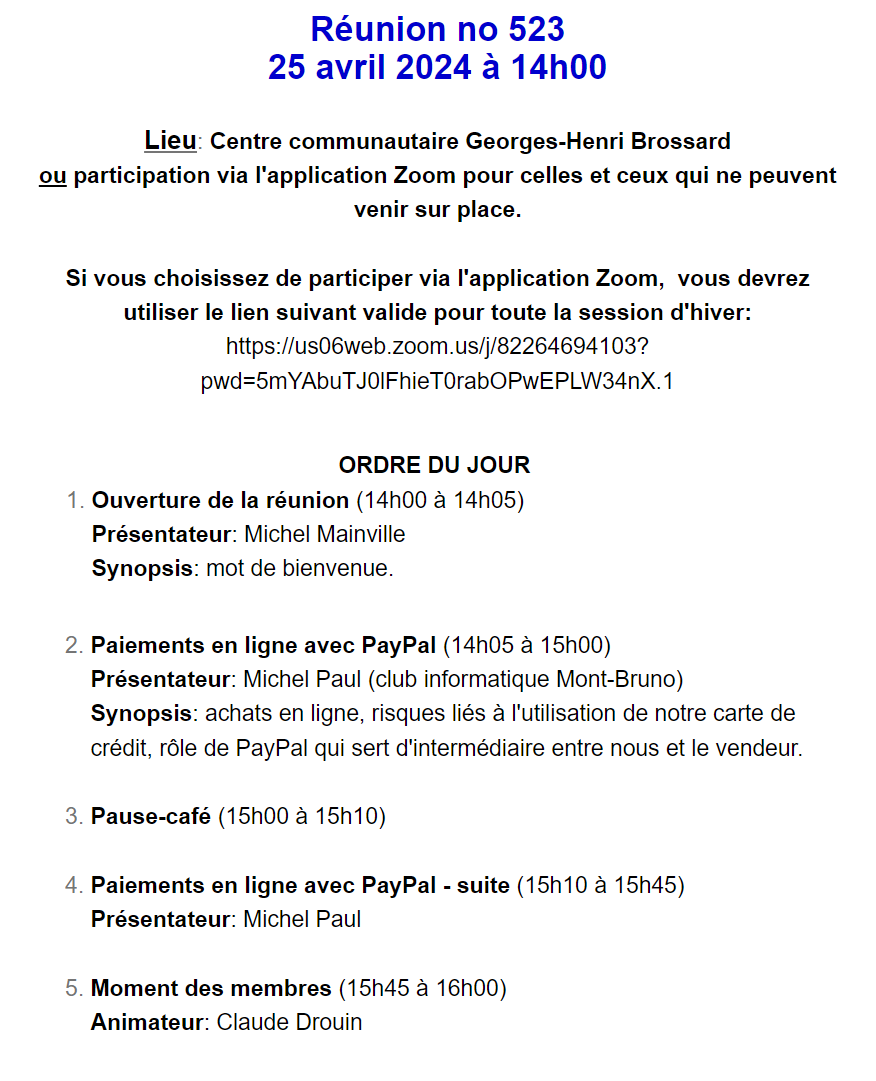 Réunion no 523
25 avril 2024 à 14h00
Lieu: Centre communautaire Georges-Henri Brossard
ou participation via l'application Zoom pour celles et ceux qui ne peuvent
venir sur place.
Si vous choisissez de participer via l'application Zoom,  vous devrez
utiliser le lien suivant valide pour toute la session d'hiver:
https://us06web.zoom.us/j/82264694103?
pwd=5mYAbuTJ0lFhieT0rabOPwEPLW34nX.1
ORDRE DU JOUR
1. Ouverture de la réunion (14h00 à 14h05)
Présentateur: Michel Mainville
Synopsis: mot de bienvenue.
2. Paiements en ligne avec PayPal (14h05 à 15h00)
Présentateur: Michel Paul (club informatique Mont-Bruno)
Synopsis: achats en ligne, risques liés à l'utilisation de notre carte de
crédit, rôle de PayPal qui sert d'intermédiaire entre nous et le vendeur.
3. Pause-café (15h00 à 15h10)
4. Paiements en ligne avec PayPal - suite (15h10 à 15h45)
Présentateur: Michel Paul
5. Moment des membres (15h45 à 16h00)
Animateur: Claude Drouin